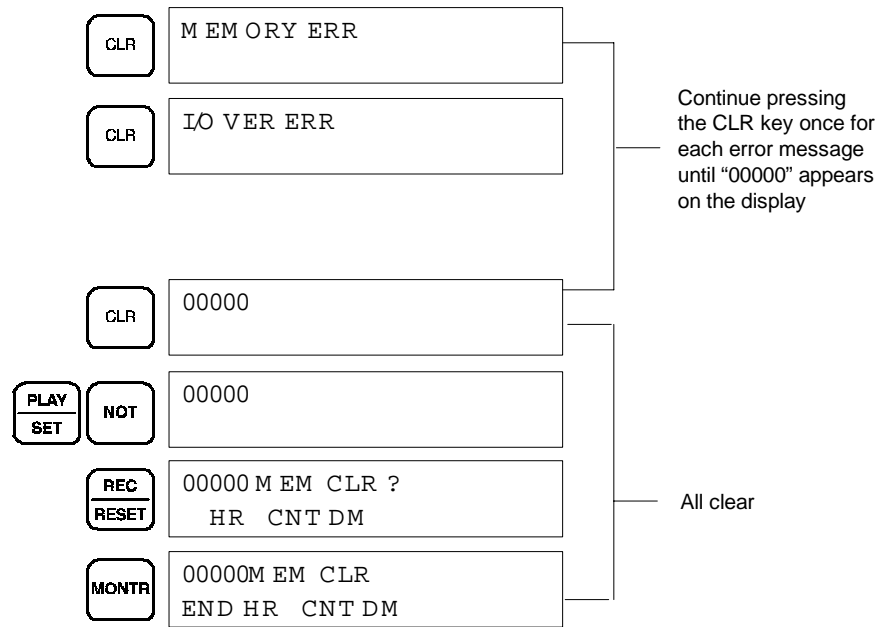 CLR
MEMORY ERR
CLR
I/O VER ERR
Continue pressing
the CLR key once for
each error message
until “00000” appears
on the display
CLR
00000
PLAY
SET
NOT
00000
REC
RESET
00000 MEM CLR ?
HR CNT DM
All clear
MONTR
00000MEM CLR
END HR CNT DM